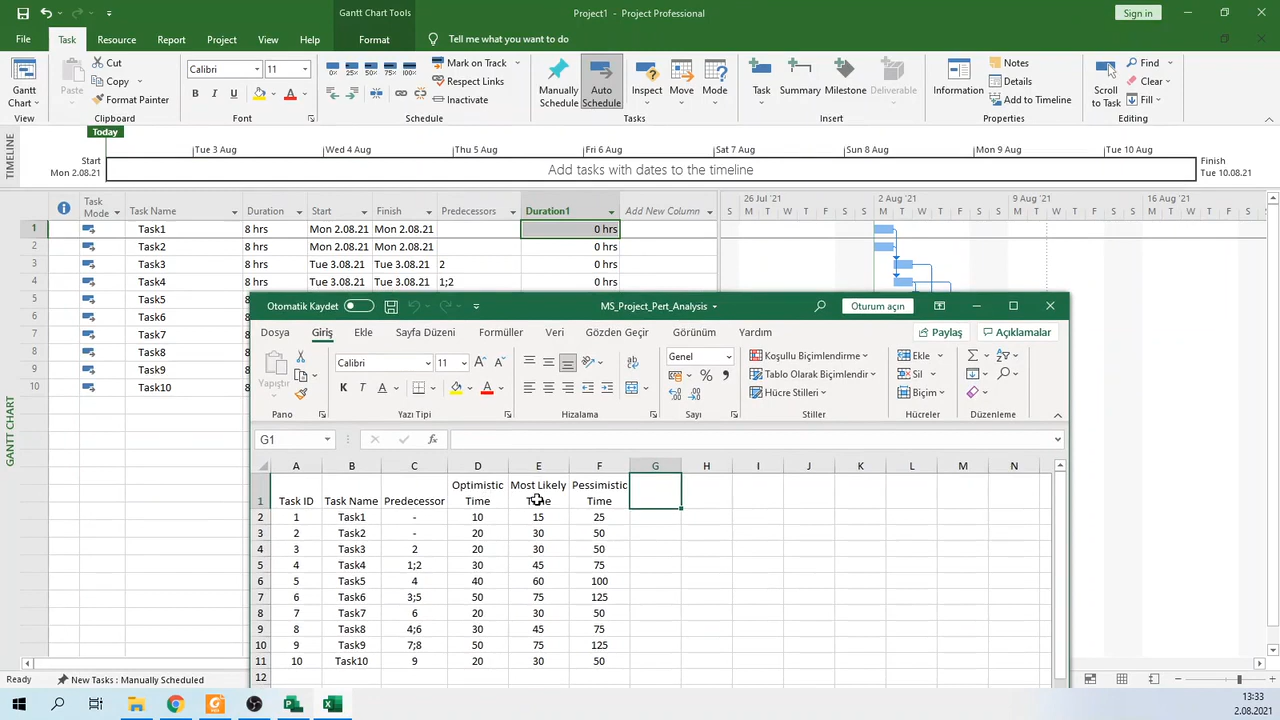 Gantt Chart Tools
Project1 - Project Professional
Sign in
File Task Resource Report Project View Help Format Tell me what you want to do
Gantt Chart
View
Paste
Cut
Copy
Format Painter
Clipboard
Calibri 11
B I U A
Font
0% 25% 50% 75% 100%
Mark on Track
Respect Links
Inactivate
Schedule
Manually Schedule
Auto Schedule
Inspect
Move
Mode
Tasks
Task
Summary
Milestone
Deliverable
Insert
Information
Notes
Details
Add to Timeline
Properties
Scroll to Task
Find
Clear
Fill
Editing
TIMELINE
Today
Tue 3 Aug Wed 4 Aug Thu 5 Aug Fri 6 Aug Sat 7 Aug Sun 8 Aug Mon 9 Aug Tue 10 Aug
Start
Mon 2.08.21
Add tasks with dates to the timeline
Finish
Tue 10.08.21
GANTT CHART
Task Mode Task Name Duration Start Finish Predecessors Duration1 Add New Column
26 Jul '21 2 Aug '21 9 Aug '21 16 Aug '21
S M T W T F S S M T W T F S S M T W T F S S M T W T F S
1 Task1 8 hrs Mon 2.08.21 Mon 2.08.21 0 hrs
2 Task2 8 hrs Mon 2.08.21 Mon 2.08.21 0 hrs
3 Task3 8 hrs Tue 3.08.21 Tue 3.08.21 2 0 hrs
4 Task4 8 hrs Tue 3.08.21 Tue 3.08.21 1;2 0 hrs
5 Task5 8
6 Task6 8
7 Task7 8
8 Task8 8
9 Task9 8
10 Task10 8
Otomatik Kaydet
MS_Project_Pert_Analysis
Oturum açın
Dosya Giriş Ekle Sayfa Düzeni Formüller Veri Gözden Geçir Görünüm Yardım Paylaş Açıklamalar
Yapıştır
Pano
Calibri 11
K T A A
Yazı Tipi
Hizalama
Genel
Sayı
Koşullu Biçimlendirme
Tablo Olarak Biçimlendir
Hücre Stilleri
Stiller
Ekle
Sil
Biçim
Hücreler
Düzenleme
G1 fx
A B C D E F G H I J K L M N
1 Task ID Task Name Predecessor Optimistic Time Most Likely Time Pessimistic Time
2 1 Task1 - 10 15 25
3 2 Task2 - 20 30 50
4 3 Task3 2 20 30 50
5 4 Task4 1;2 30 45 75
6 5 Task5 4 40 60 100
7 6 Task6 3;5 50 75 125
8 7 Task7 6 20 30 50
9 8 Task8 4;6 30 45 75
10 9 Task9 7;8 50 75 125
11 10 Task10 9 20 30 50
12
Ready New Tasks : Manually Scheduled
13:33
2.08.2021